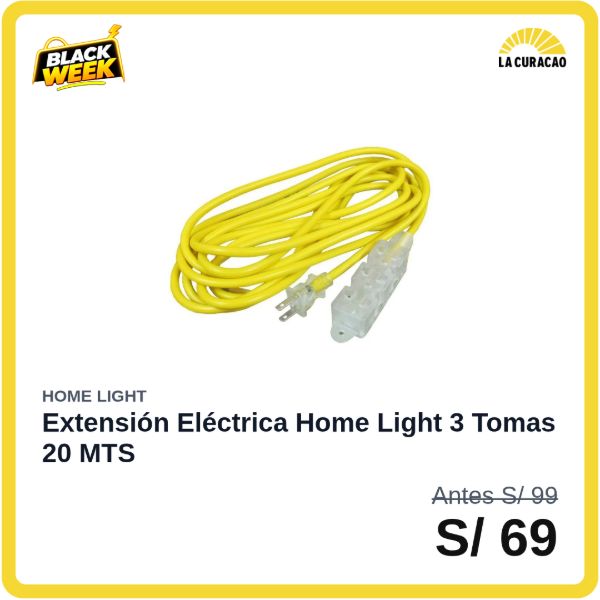 BLACK
WEEK
LA CURACAO
HOME LIGHT
Extensión Eléctrica Home Light 3 Tomas
20 MTS
Antes S/ 99
S/ 69